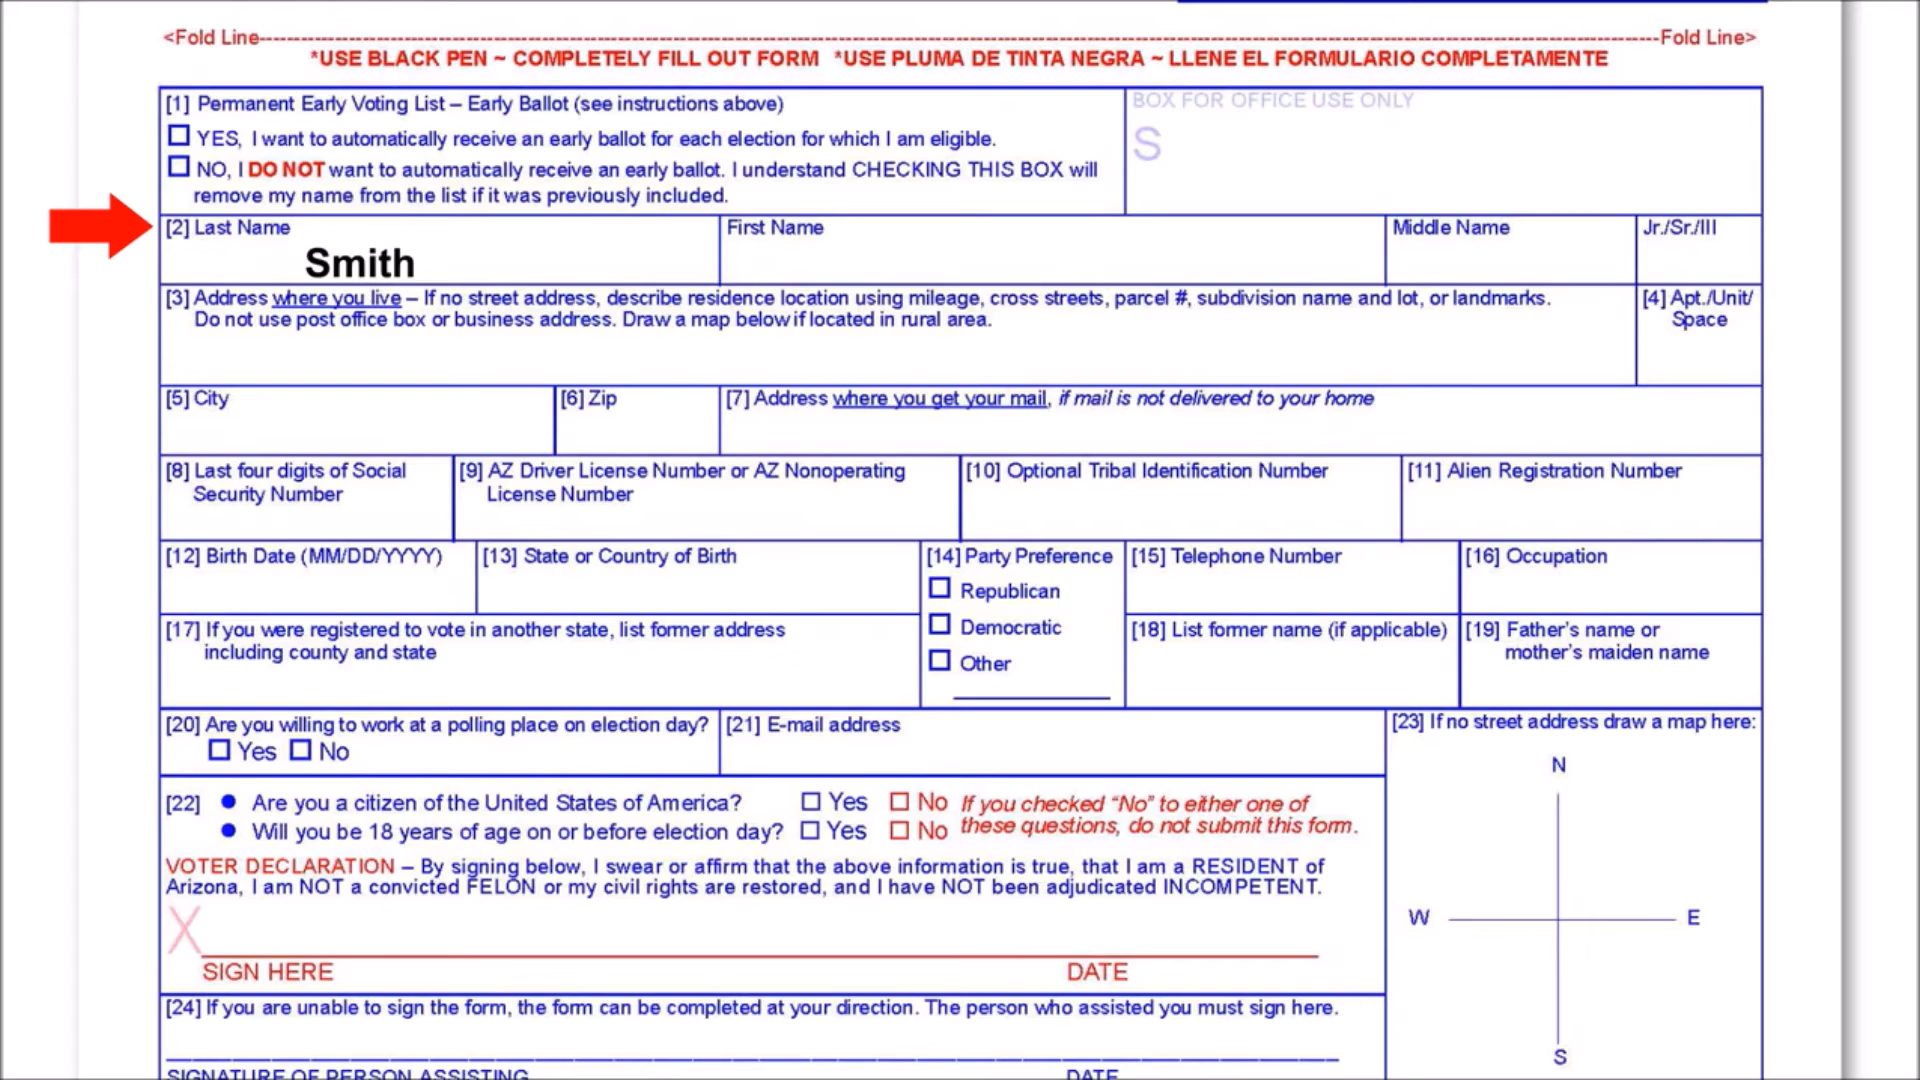 <Fold Line--Fold Line>
*USE BLACK PEN ~ COMPLETELY FILL OUT FORM *USE PLUMA DE TINTA NEGRA ~ LLENE EL FORMULARIO COMPLETAMENTE
[1] Permanent Early Voting List – Early Ballot (see instructions above)
YES, I want to automatically receive an early ballot for each election for which I am eligible.
NO, I DO NOT want to automatically receive an early ballot. I understand CHECKING THIS BOX will
remove my name from the list if it was previously included.
BOX FOR OFFICE USE ONLY
S
[2] Last Name
Smith
First Name
Middle Name
Jr./Sr./III
[3] Address where you live – If no street address, describe residence location using mileage, cross streets, parcel #, subdivision name and lot, or landmarks.
Do not use post office box or business address. Draw a map below if located in rural area.
[4] Apt./Unit/
Space
[5] City
[6] Zip
[7] Address where you get your mail, if mail is not delivered to your home
[8] Last four digits of Social
Security Number
[9] AZ Driver License Number or AZ Nonoperating
License Number
[10] Optional Tribal Identification Number
[11] Alien Registration Number
[12] Birth Date (MM/DD/YYYY)
[13] State or Country of Birth
[14] Party Preference
Republican
Democratic
Other
[15] Telephone Number
[16] Occupation
[17] If you were registered to vote in another state, list former address
including county and state
[18] List former name (if applicable)
[19] Father's name or
mother's maiden name
[20] Are you willing to work at a polling place on election day?
Yes No
[21] E-mail address
[22] • Are you a citizen of the United States of America? Yes No
• Will you be 18 years of age on or before election day? Yes No
If you checked “No” to either one of
these questions, do not submit this form.
VOTER DECLARATION – By signing below, I swear or affirm that the above information is true, that I am a RESIDENT of
Arizona, I am NOT a convicted FELON or my civil rights are restored, and I have NOT been adjudicated INCOMPETENT.
X
SIGN HERE DATE
[23] If no street address draw a map here:
N
W E
S
[24] If you are unable to sign the form, the form can be completed at your direction. The person who assisted you must sign here.
SIGNATURE OF PERSON ASSISTING DATE